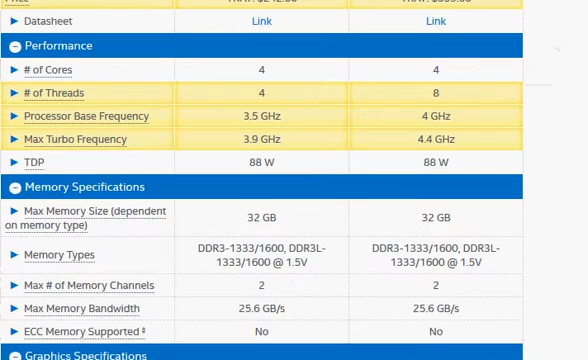 Price
Datasheet Link Link
Performance
# of Cores 4 4
# of Threads 4 8
Processor Base Frequency 3.5 GHz 4 GHz
Max Turbo Frequency 3.9 GHz 4.4 GHz
TDP 88 W 88 W
Memory Specifications
Max Memory Size (dependent
on memory type) 32 GB 32 GB
Memory Types DDR3-1333/1600, DDR3L-
1333/1600 @ 1.5V DDR3-1333/1600, DDR3L-
1333/1600 @ 1.5V
Max # of Memory Channels 2 2
Max Memory Bandwidth 25.6 GB/s 25.6 GB/s
ECC Memory Supported ‡ No No
Graphics Specifications